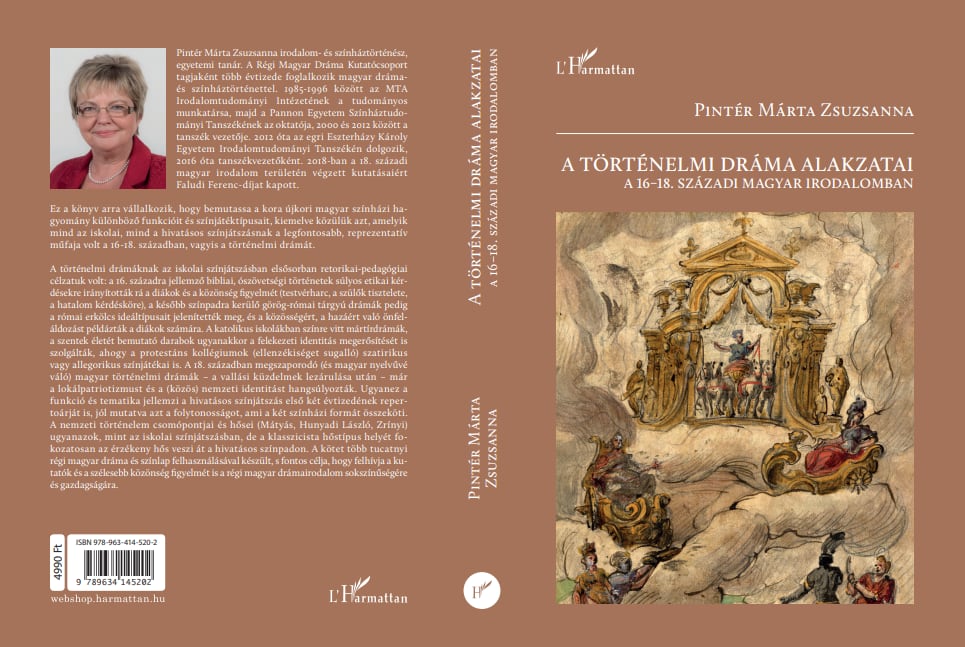 Pintér Márta Zsuzsanna irodalom- és színháztörténész,
egyetemi tanár. A Régi Magyar Dráma Kutatócsoport
tagjaként több évtizede foglalkozik magyar dráma-
és színháztörténettel. 1985-1996 között az MTA
Irodalomtudományi Intézetének a tudományos
munkatársa, majd a Pannon Egyetem Színháztudo-
mányi Tanszékének az oktatója, 2000 és 2012 között a
tanszék vezetője. 2012 óta az egri Eszterházy Károly
Egyetem Irodalomtudományi Tanszékén dolgozik,
2016 óta tanszékvezetőként. 2018-ban a 18. századi
magyar irodalom területén végzett kutatásaiért
Faludi Ferenc-díjat kapott.
Ez a könyv arra vállalkozik, hogy bemutassa a kora újkori magyar színházi ha-
gyomány különböző funkcióit és színjátéktípusait, kiemelve közülük azt, amelyik
mind az iskolai, mind a hivatásos színjátszásnak a legfontosabb, reprezentatív
műfaja volt a 16-18. században, vagyis a történelmi drámát.
A történelmi drámáknak az iskolai színjátszásban elsősorban retorikai-pedagógiai
célzatuk volt: a 16. századra jellemző bibliai, ószövetségi történetek súlyos etikai kér-
désekre irányították rá a diákok és a közönség figyelmét (testvérharc, a szülők tisztelete,
a hatalom kérdésköre), a később színpadra kerülő görög-római tárgyú drámák pedig
a római erkölcs ideáltípusait jelenítették meg, és a közösségért, a hazáért való önfel-
áldozást példázták a diákok számára. A katolikus iskolákban színre vitt mártírdrámák,
a szentek életét bemutató darabok ugyanakkor a felekezeti identitás megerősítését is
szolgálták, ahogy a protestáns kollégiumok (ellenzékiséget sugalló) szatirikus
vagy allegorikus színjátékai is. A 18. században megszaporodó (és magyar nyelvűvé
váló) magyar történelmi drámák – a vallási küzdelmek lezárulása után – már
a lokálpatriotizmust és a (közös) nemzeti identitást hangsúlyozták. Ugyanez a
funkció és tematika jellemzi a hivatásos színjátszás első két évtizedének reper-
toárját is, jól mutatva azt a folytonosságot, ami a két színházi formát összeköti.
A nemzeti történelem csomópontjai és hősei (Mátyás, Hunyadi László, Zrínyi)
ugyanazok, mint az iskolai színjátszásban, de a klasszicista hőstípus helyét fo-
kozatosan az érzékeny hős veszi át a hivatásos színpadon. A kötet több tucatnyi
régi magyar dráma és színlap felhasználásával készült, s fontos célja, hogy felhívja a ku-
tatók és a szélesebb közönség figyelmét is a régi magyar drámairodalom sokszínűségére
és gazdagságára.
4990 Ft
ISBN 978-963-414-520-2
9 789634 145202
webshop.harmattan.hu
L'Harmattan
A TÖRTÉNELMI DRÁMA ALAKZATAI
A 16–18. SZÁZADI MAGYAR IRODALOMBAN
PINTÉR MÁRTA
ZSUZSANNA
H
L'Harmattan
PINTÉR MÁRTA ZSUZSANNA
A TÖRTÉNELMI DRÁMA ALAKZATAI
A 16–18. SZÁZADI MAGYAR IRODALOMBAN